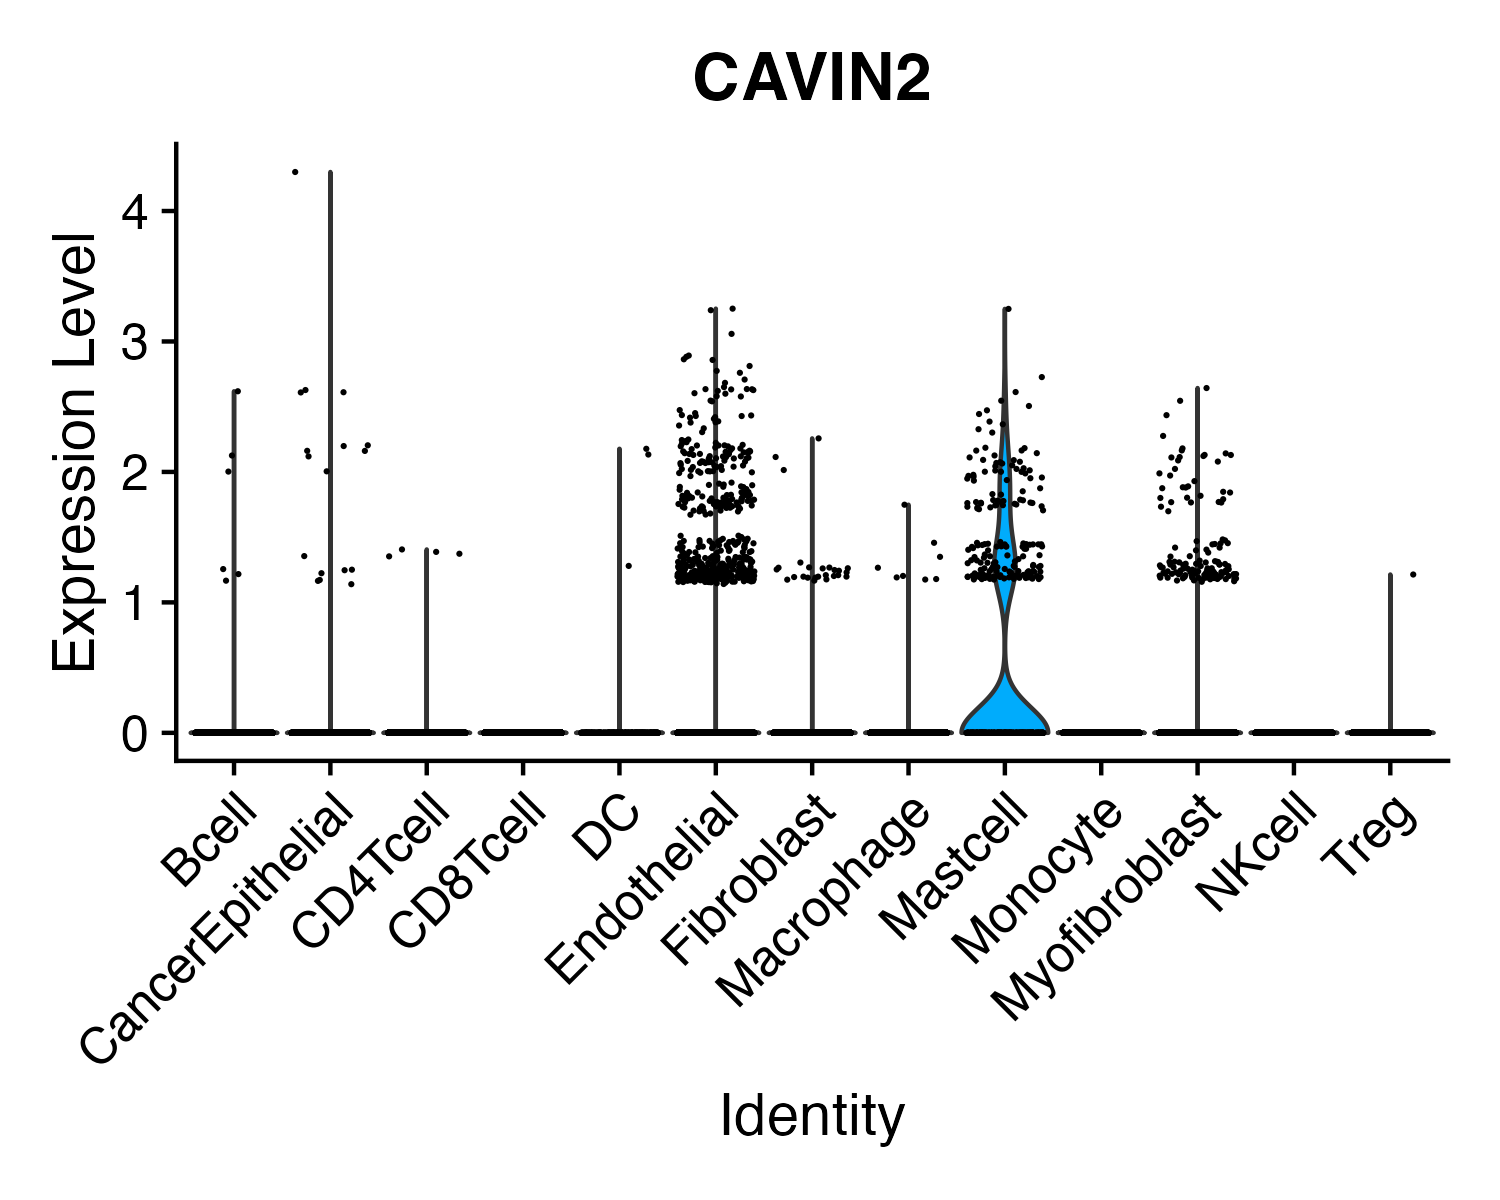 CAVIN2
Expression Level
4
3
2
1
0
Bcell
CancerEpithelial
CD4Tcell
CD8Tcell
DC
Endothelial
Fibroblast
Macrophage
Mastcell
Monocyte
Myofibroblast
NKcell
Treg
Identity